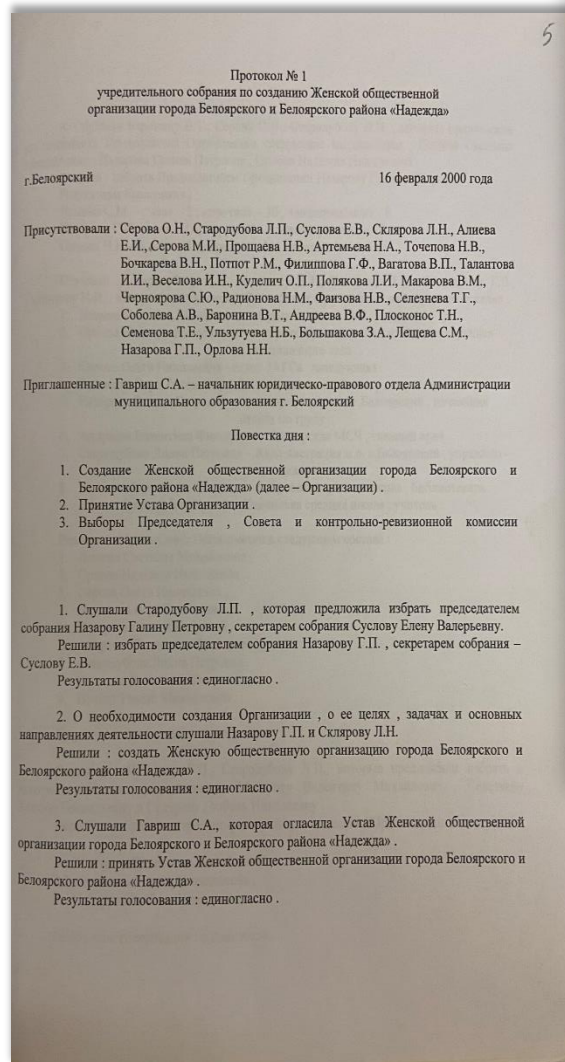 5
Протокол № 1
учредительного собрания по созданию Женской общественной
организации города Белоярского и Белоярского района «Надежда»
г.Белоярский 16 февраля 2000 года
Присутствовали : Серова О.Н., Стародубова Л.П., Суслова Е.В., Склярова Л.Н., Алиева
Е.И., Серова М.И., Прощаева Н.В., Артемьева Н.А., Точепова Н.В.,
Бочкарева В.Н., Потпот Р.М., Филиппова Г.Ф., Вагатова В.П., Талантова
И.И., Веселова И.Н., Куделич О.П., Полякова Л.И., Макарова В.М.,
Черноярова С.Ю., Радионова Н.М., Фаизова Н.В., Селезнева Т.Г.,
Соболева А.В., Баронина В.Т., Андреева В.Ф., Плосконос Т.Н.,
Семенова Т.Е., Ульзутуева Н.Б., Большакова З.А., Лещева С.М.,
Назарова Г.П., Орлова Н.Н.
Приглашенные : Гавриш С.А. – начальник юридическо-правового отдела Администрации
муниципального образования г. Белоярский
Повестка дня :
1. Создание Женской общественной организации города Белоярского и
Белоярского района «Надежда» (далее – Организации) .
2. Принятие Устава Организации .
3. Выборы Председателя , Совета и контрольно-ревизионной комиссии
Организации .
1. Слушали Стародубову Л.П. , которая предложила избрать председателем
собрания Назарову Галину Петровну , секретарем собрания Суслову Елену Валерьевну.
Решили : избрать председателем собрания Назарову Г.П. , секретарем собрания –
Суслову Е.В.
Результаты голосования : единогласно .
2. О необходимости создания Организации , о ее целях , задачах и основных
направлениях деятельности слушали Назарову Г.П. и Склярову Л.Н.
Решили : создать Женскую общественную организацию города Белоярского и
Белоярского района «Надежда» .
Результаты голосования : единогласно .
3. Слушали Гавриш С.А., которая огласила Устав Женской общественной
организации города Белоярского и Белоярского района «Надежда» .
Решили : принять Устав Женской общественной организации города Белоярского и
Белоярского района «Надежда» .
Результаты голосования : единогласно .